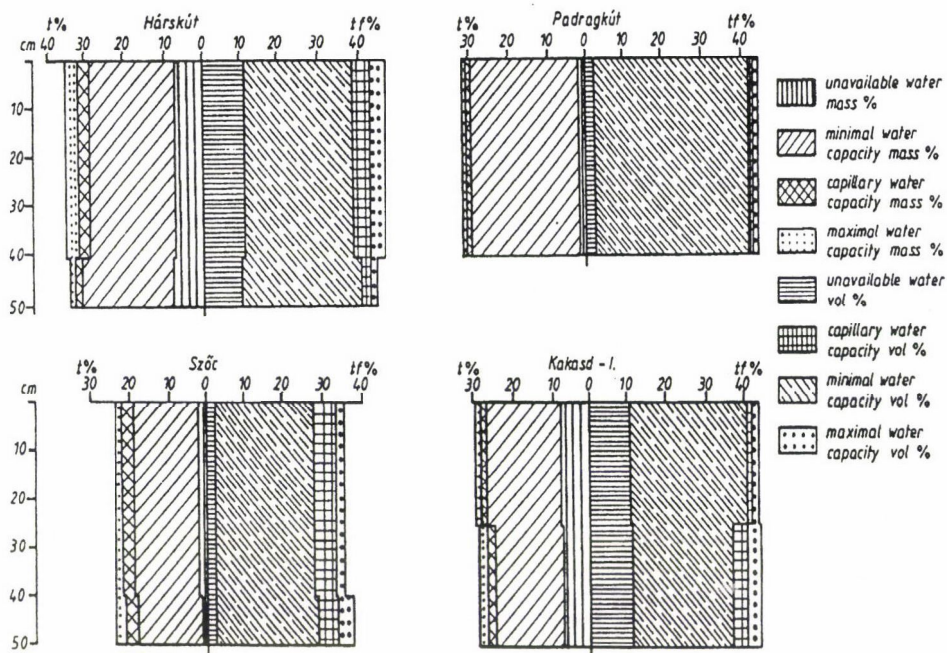 Hárskút
t% tf%
cm 40 30 20 10 0 10 20 30 40
10
20
30
40
50
Padragkút
t% tf%
30 20 10 0 10 20 30 40
Szőc
t% tf%
cm 30 20 10 0 10 20 30 40
10
20
30
40
50
Kakasd - I.
t% tf%
30 20 10 0 10 20 30 40
unavailable water
mass %
minimal water
capacity mass %
capillary water
capacity mass %
maximal water
capacity mass %
unavailable water
vol %
capillary water
capacity vol %
minimal water
capacity vol %
maximal water
capacity vol %